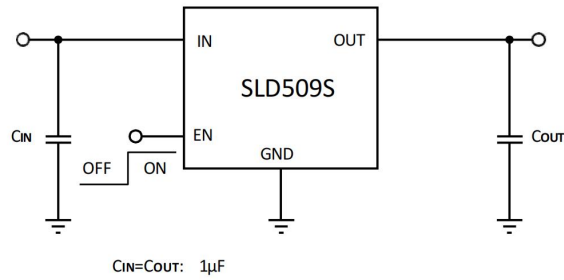 IN
OUT
SLD509S
CIN
EN
COUT
OFF
ON
GND
CIN=COUT: 1µF